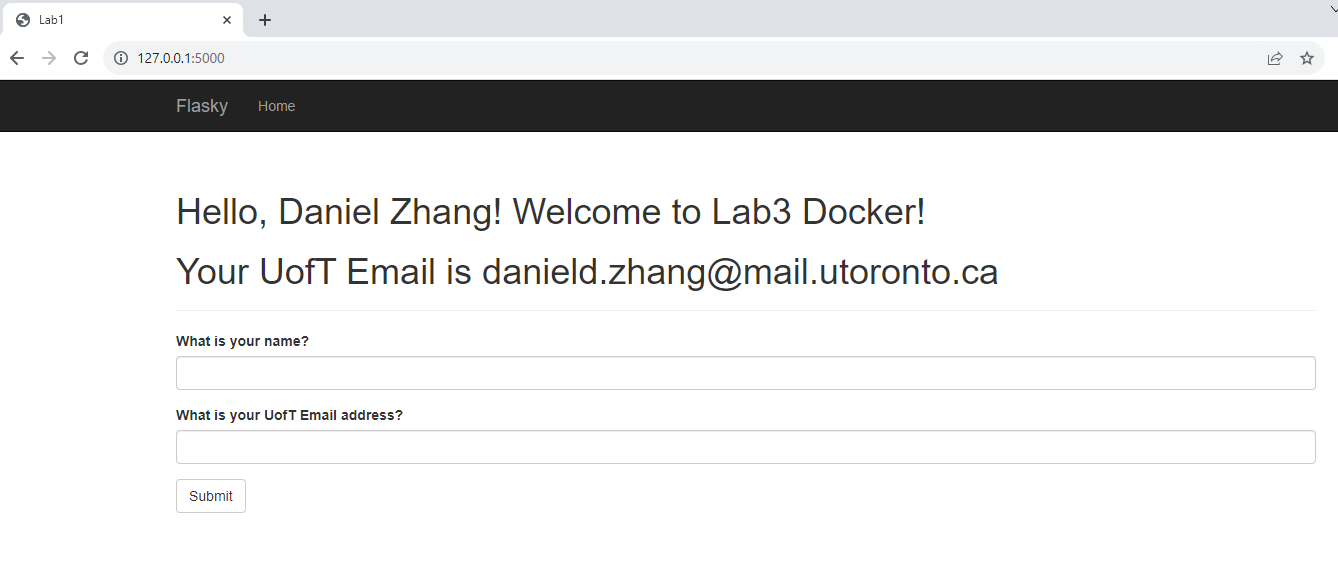 Lab1
127.0.0.1:5000
Flasky Home
Hello, Daniel Zhang! Welcome to Lab3 Docker!
Your UofT Email is danield.zhang@mail.utoronto.ca
What is your name?
What is your UofT Email address?
Submit